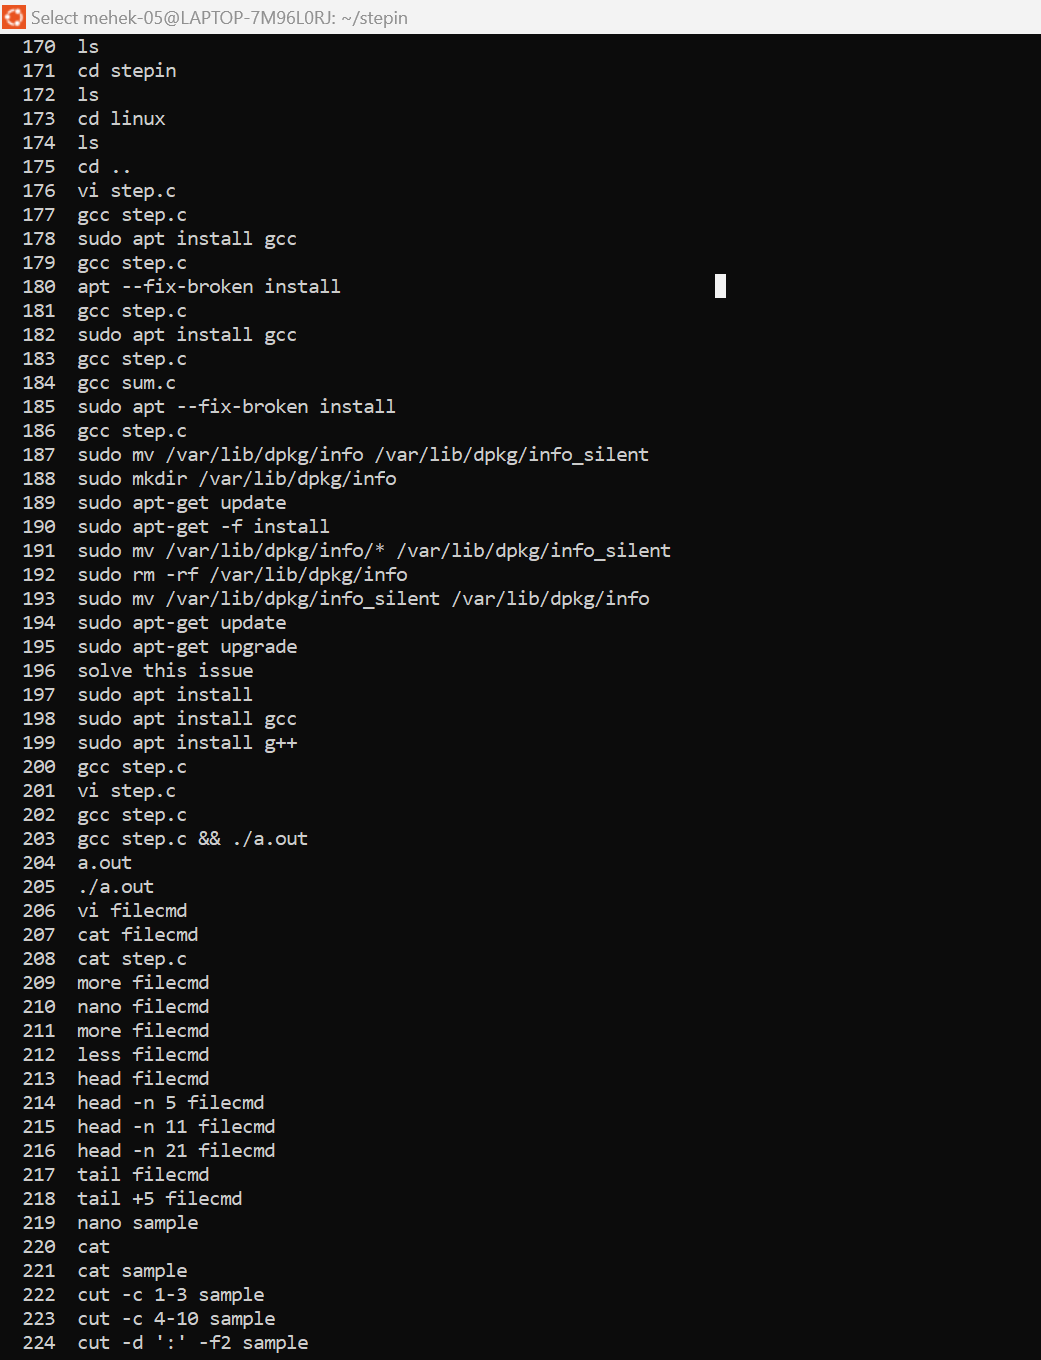 Select mehek-05@LAPTOP-7M96L0RJ: ~/stepin
170 ls
171 cd stepin
172 ls
173 cd linux
174 ls
175 cd ..
176 vi step.c
177 gcc step.c
178 sudo apt install gcc
179 gcc step.c
180 apt --fix-broken install
181 gcc step.c
182 sudo apt install gcc
183 gcc step.c
184 gcc sum.c
185 sudo apt --fix-broken install
186 gcc step.c
187 sudo mv /var/lib/dpkg/info /var/lib/dpkg/info_silent
188 sudo mkdir /var/lib/dpkg/info
189 sudo apt-get update
190 sudo apt-get -f install
191 sudo mv /var/lib/dpkg/info/* /var/lib/dpkg/info_silent
192 sudo rm -rf /var/lib/dpkg/info
193 sudo mv /var/lib/dpkg/info_silent /var/lib/dpkg/info
194 sudo apt-get update
195 sudo apt-get upgrade
196 solve this issue
197 sudo apt install
198 sudo apt install gcc
199 sudo apt install g++
200 gcc step.c
201 vi step.c
202 gcc step.c
203 gcc step.c && ./a.out
204 a.out
205 ./a.out
206 vi filecmd
207 cat filecmd
208 cat step.c
209 more filecmd
210 nano filecmd
211 more filecmd
212 less filecmd
213 head filecmd
214 head -n 5 filecmd
215 head -n 11 filecmd
216 head -n 21 filecmd
217 tail filecmd
218 tail +5 filecmd
219 nano sample
220 cat
221 cat sample
222 cut -c 1-3 sample
223 cut -c 4-10 sample
224 cut -d ':' -f2 sample